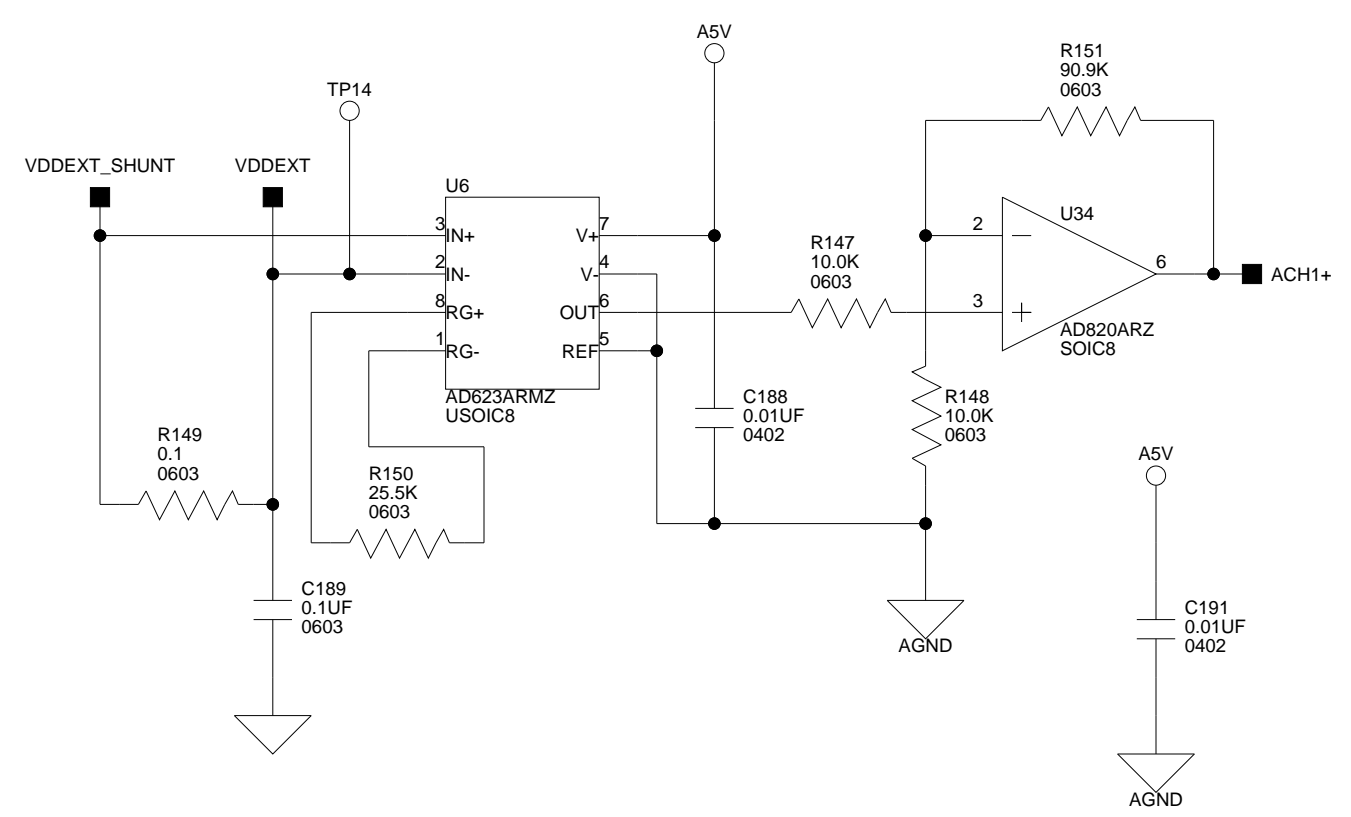 A5V
R151
90.9K
0603
TP14
VDDEXT_SHUNT
VDDEXT
U6
3
IN+
2
IN-
8
RG+
1
RG-
7
V+
4
V-
6
OUT
5
REF
AD623ARMZ
USOIC8
R147
10.0K
0603
2
3
U34
6
ACH1+
AD820ARZ
SOIC8
C188
0.01UF
0402
R148
10.0K
0603
R149
0.1
0603
R150
25.5K
0603
A5V
C189
0.1UF
0603
AGND
C191
0.01UF
0402
AGND